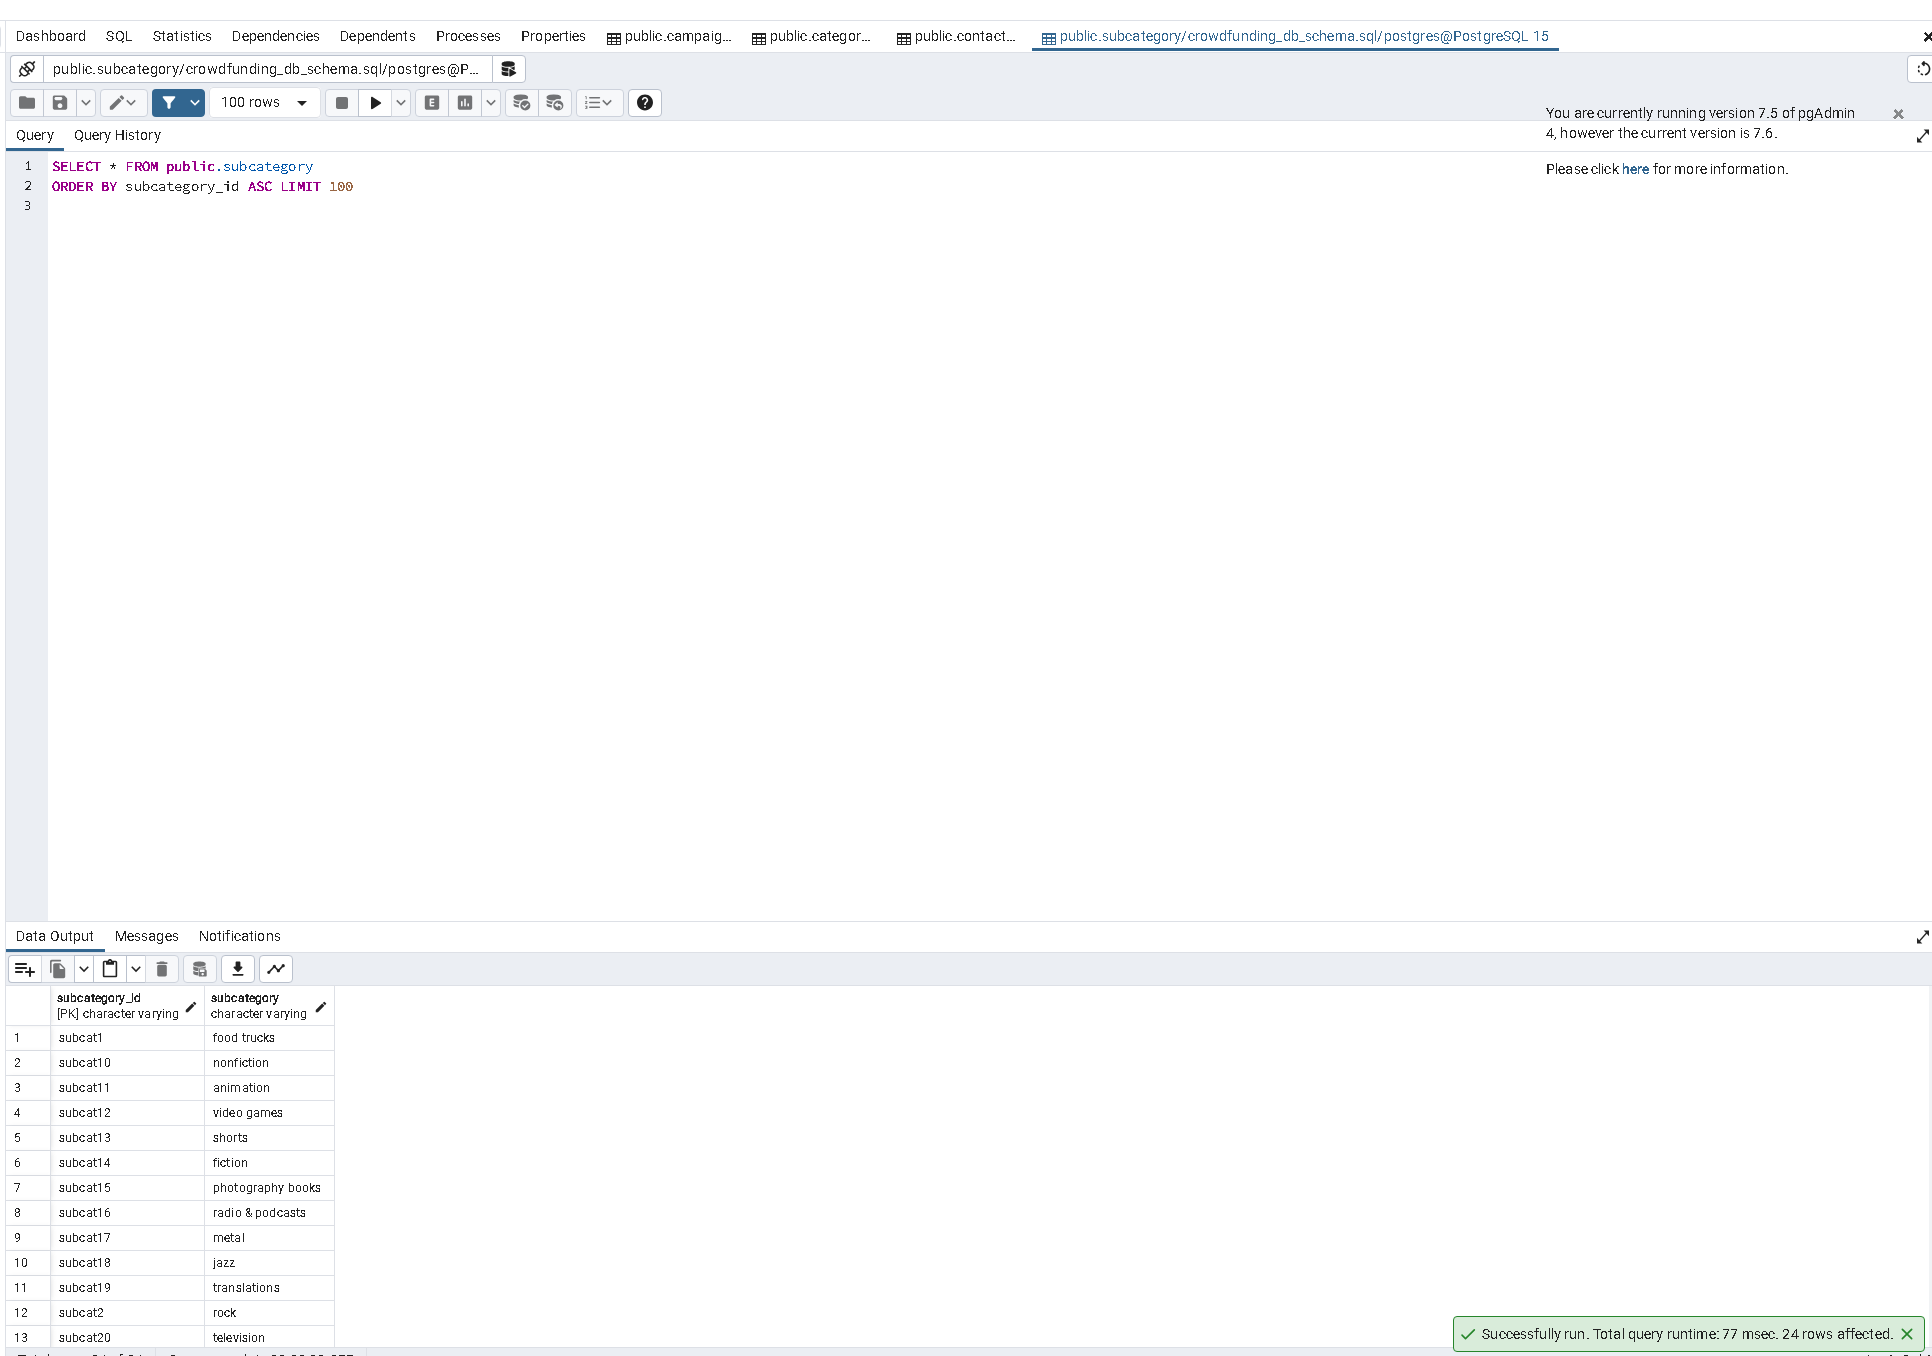 Dashboard SQL Statistics Dependencies Dependents Processes Properties public.campaig... public.categor... public.contact... public.subcategory/crowdfunding_db_schema.sql/postgres@PostgreSQL 15
public.subcategory/crowdfunding_db_schema.sql/postgres@P...
100 rows
E
You are currently running version 7.5 of pgAdmin
4, however the current version is 7.6.
Please click here for more information.
Query Query History
1 SELECT * FROM public.subcategory
2 ORDER BY subcategory_id ASC LIMIT 100
3
Data Output Messages Notifications
subcategory_id subcategory
[PK] character varying character varying
1 subcat1 food trucks
2 subcat10 nonfiction
3 subcat11 animation
4 subcat12 video games
5 subcat13 shorts
6 subcat14 fiction
7 subcat15 photography books
8 subcat16 radio & podcasts
9 subcat17 metal
10 subcat18 jazz
11 subcat19 translations
12 subcat2 rock
13 subcat20 television
Successfully run. Total query runtime: 77 msec. 24 rows affected.